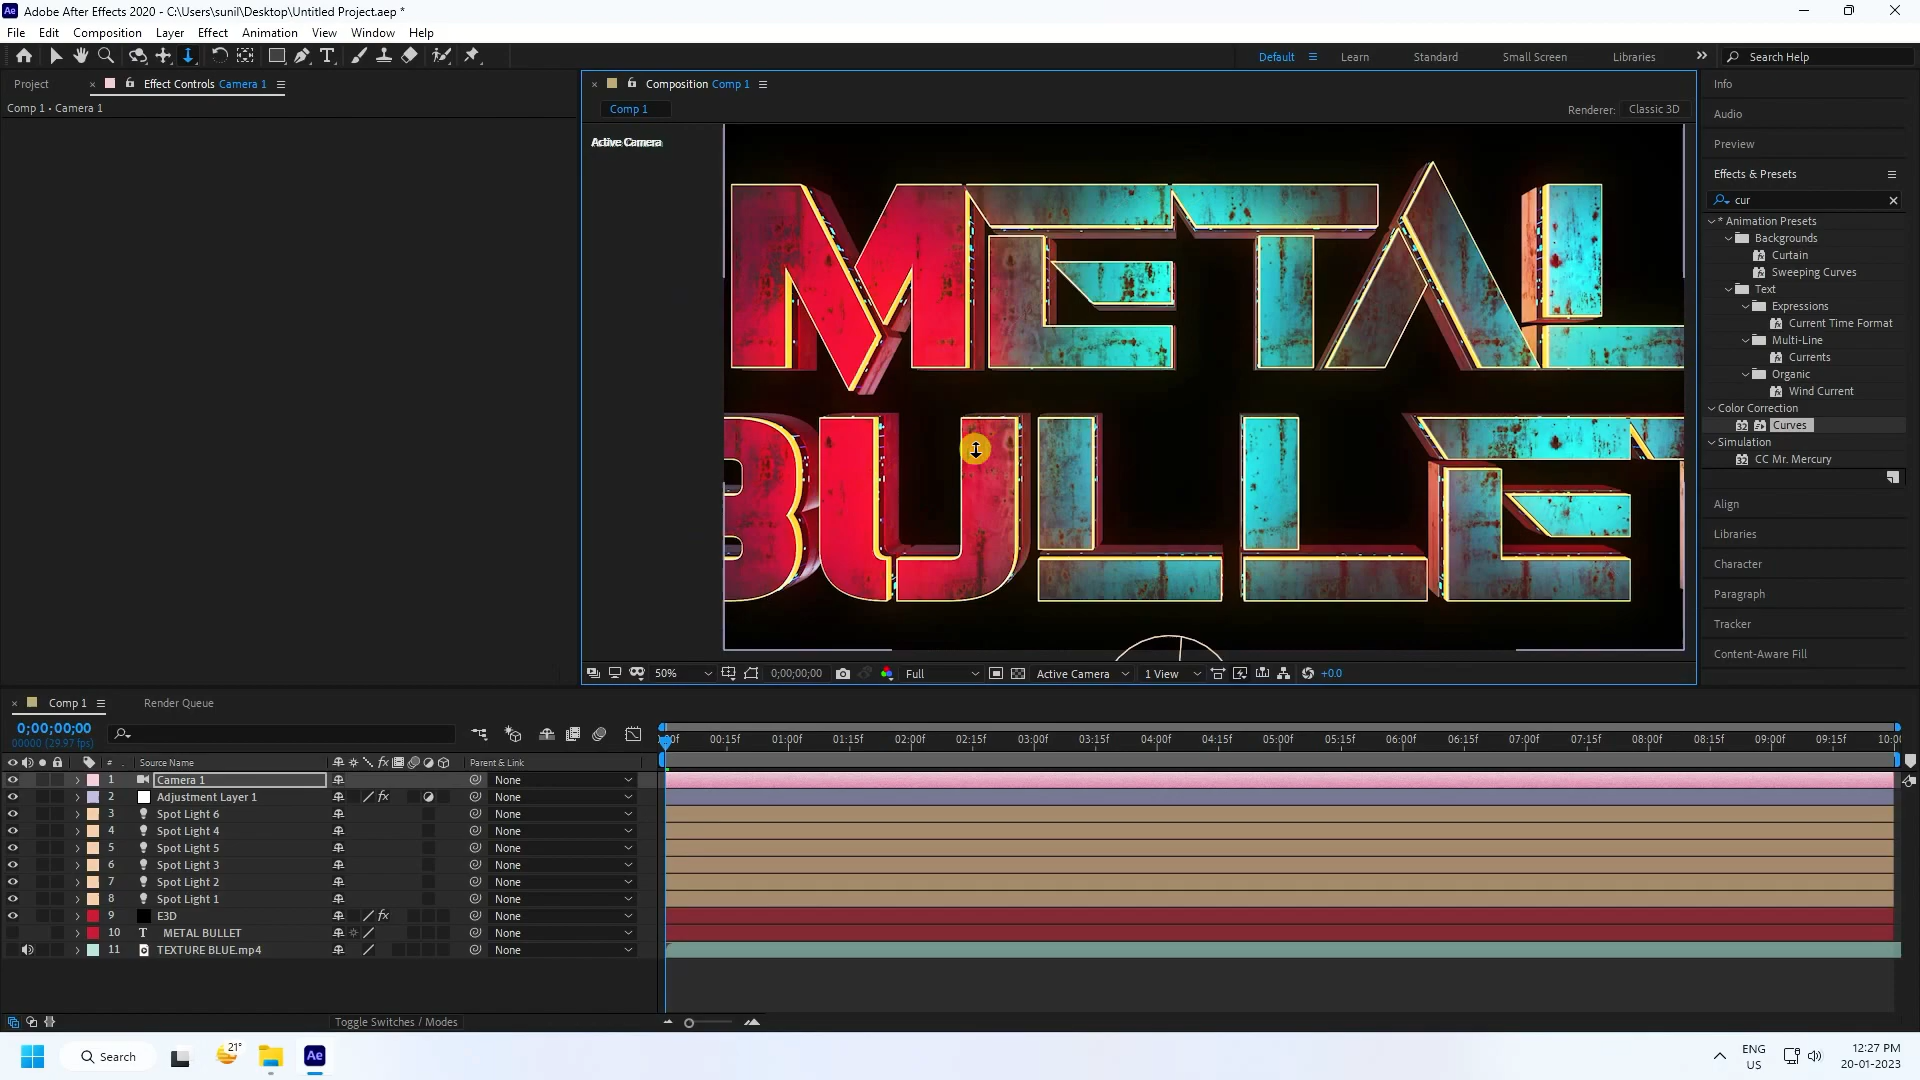 Adobe After Effects 2020 - C:\Users\sunil\Desktop\Untitled Project.aep *
File Edit Composition Layer Effect Animation View Window Help
Default Learn Standard Small Screen Libraries Search Help
Project Effect Controls Camera 1
Comp 1 • Camera 1
Composition Comp 1
Comp 1
Renderer: Classic 3D
Active Camera
METAL
BULLE
50% 0;00;00;00 Full Active Camera 1 View +0.0
Info
Audio
Preview
Effects & Presets
cur
* Animation Presets
Backgrounds
Curtain
Sweeping Curves
Text
Expressions
Current Time Format
Multi-Line
Currents
Organic
Wind Current
Color Correction
Curves
Simulation
CC Mr. Mercury
Align
Libraries
Character
Paragraph
Tracker
Content-Aware Fill
Comp 1 Render Queue
0;00;00;00
00000 (29.97 fps)
00f 00:15f 01:00f 01:15f 02:00f 02:15f 03:00f 03:15f 04:00f 04:15f 05:00f 05:15f 06:00f 06:15f 07:00f 07:15f 08:00f 08:15f 09:00f 09:15f 10:0
# Source Name Parent & Link
1 Camera 1 None
2 Adjustment Layer 1 None
3 Spot Light 6 None
4 Spot Light 4 None
5 Spot Light 5 None
6 Spot Light 3 None
7 Spot Light 2 None
8 Spot Light 1 None
9 E3D None
10 METAL BULLET None
11 TEXTURE BLUE.mp4 None
Toggle Switches / Modes
Search
21°
Ae
ENG
US
12:27 PM
20-01-2023